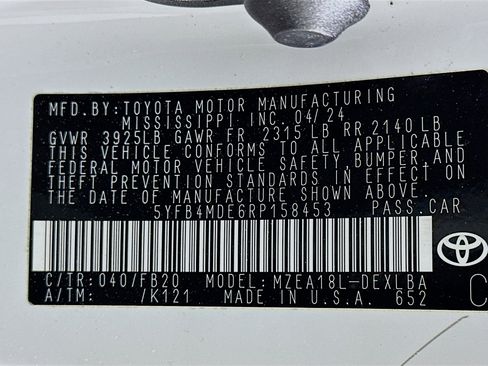 MFD.BY:TOYOTA MOTOR MANUFACTURING
MISSISSIPPI INC. 04/24
GVWR 3925LB GAWR FR 2315 LB RR 2140LB
THIS VEHICLE CONFORMS TO ALL APPLICABLE
FEDERAL MOTOR VEHICLE SAFETY,BUMPER,AND
THEFT PREVENTION STANDARDS IN EFFECT ON
THE DATE OF MANUFACTURE SHOWN ABOVE.
5YFB4MDE6RP158453 PASS.CAR
C/TR:040/FB20 MODEL:MZEA18L-DEXLBA
A/TM: /K121 MADE IN U.S.A. 652
C